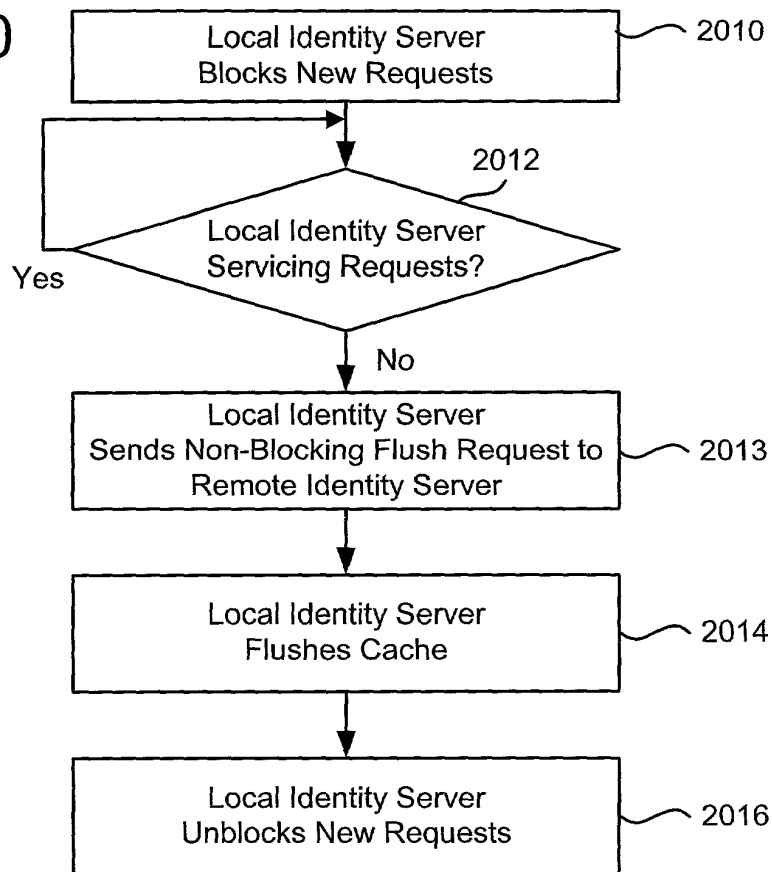 Local Identity Server
Blocks New Requests
2010
2012
Local Identity Server
Servicing Requests?
Yes
No
Local Identity Server
Sends Non-Blocking Flush Request to
Remote Identity Server
2013
Local Identity Server
Flushes Cache
2014
Local Identity Server
Unblocks New Requests
2016